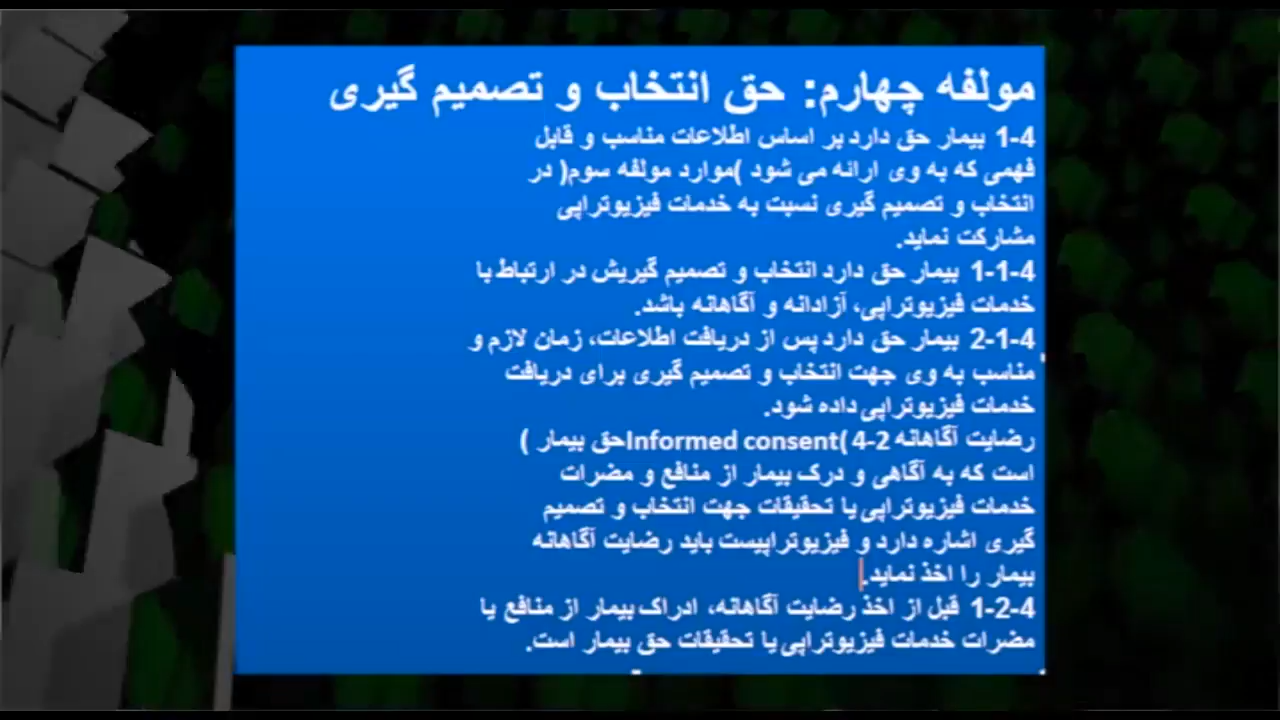 مولفه چهارم: حق انتخاب و تصمیم گیری
1-4 بیمار حق دارد بر اساس اطلاعات مناسب و قابل
فهمی که به وی ارائه می شود )موارد مولفه سوم( در
انتخاب و تصمیم گیری نسبت به خدمات فیزیوتراپی
مشارکت نماید.
1-1-4 بیمار حق دارد انتخاب و تصمیم گیریش در ارتباط با
خدمات فیزیوتراپی، آزادانه و آگاهانه باشد.
2-1-4 بیمار حق دارد پس از دریافت اطلاعات، زمان لازم و
مناسب به وی جهت انتخاب و تصمیم گیری برای دریافت
خدمات فیزیوتراپی داده شود.
رضایت آگاهانه 2-4 )Informed consentحق بیمار (
است که به آگاهی و درک بیمار از منافع و مضرات
خدمات فیزیوتراپی یا تحقیقات جهت انتخاب و تصمیم
گیری اشاره دارد و فیزیوتراپیست باید رضایت آگاهانه
بیمار را اخذ نماید.
1-2-4 قبل از اخذ رضایت آگاهانه، ادراک بیمار از منافع یا
مضرات خدمات فیزیوتراپی یا تحقیقات حق بیمار است.